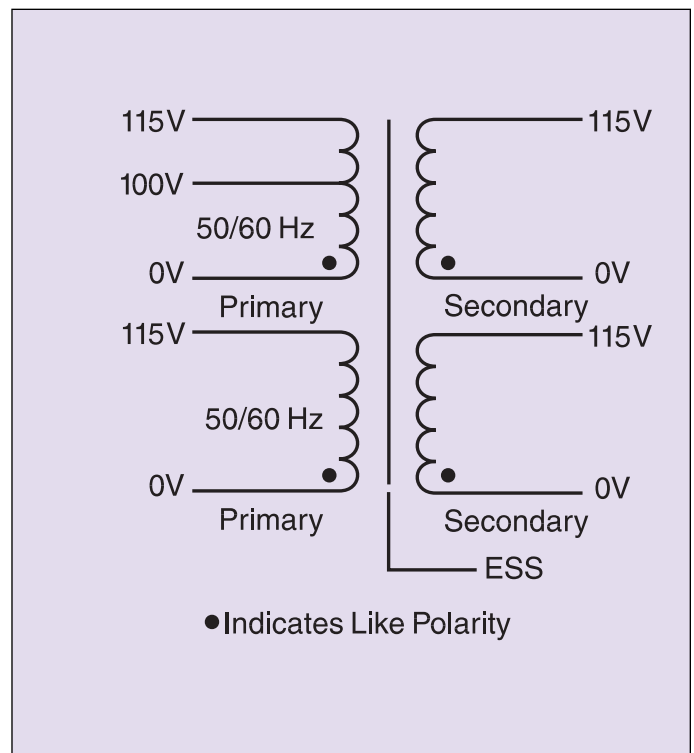 115V
115V
100V
50/60 Hz
0V
0V
Primary
Secondary
115V
115V
50/60 Hz
0V
0V
Primary
Secondary
ESS
●Indicates Like Polarity